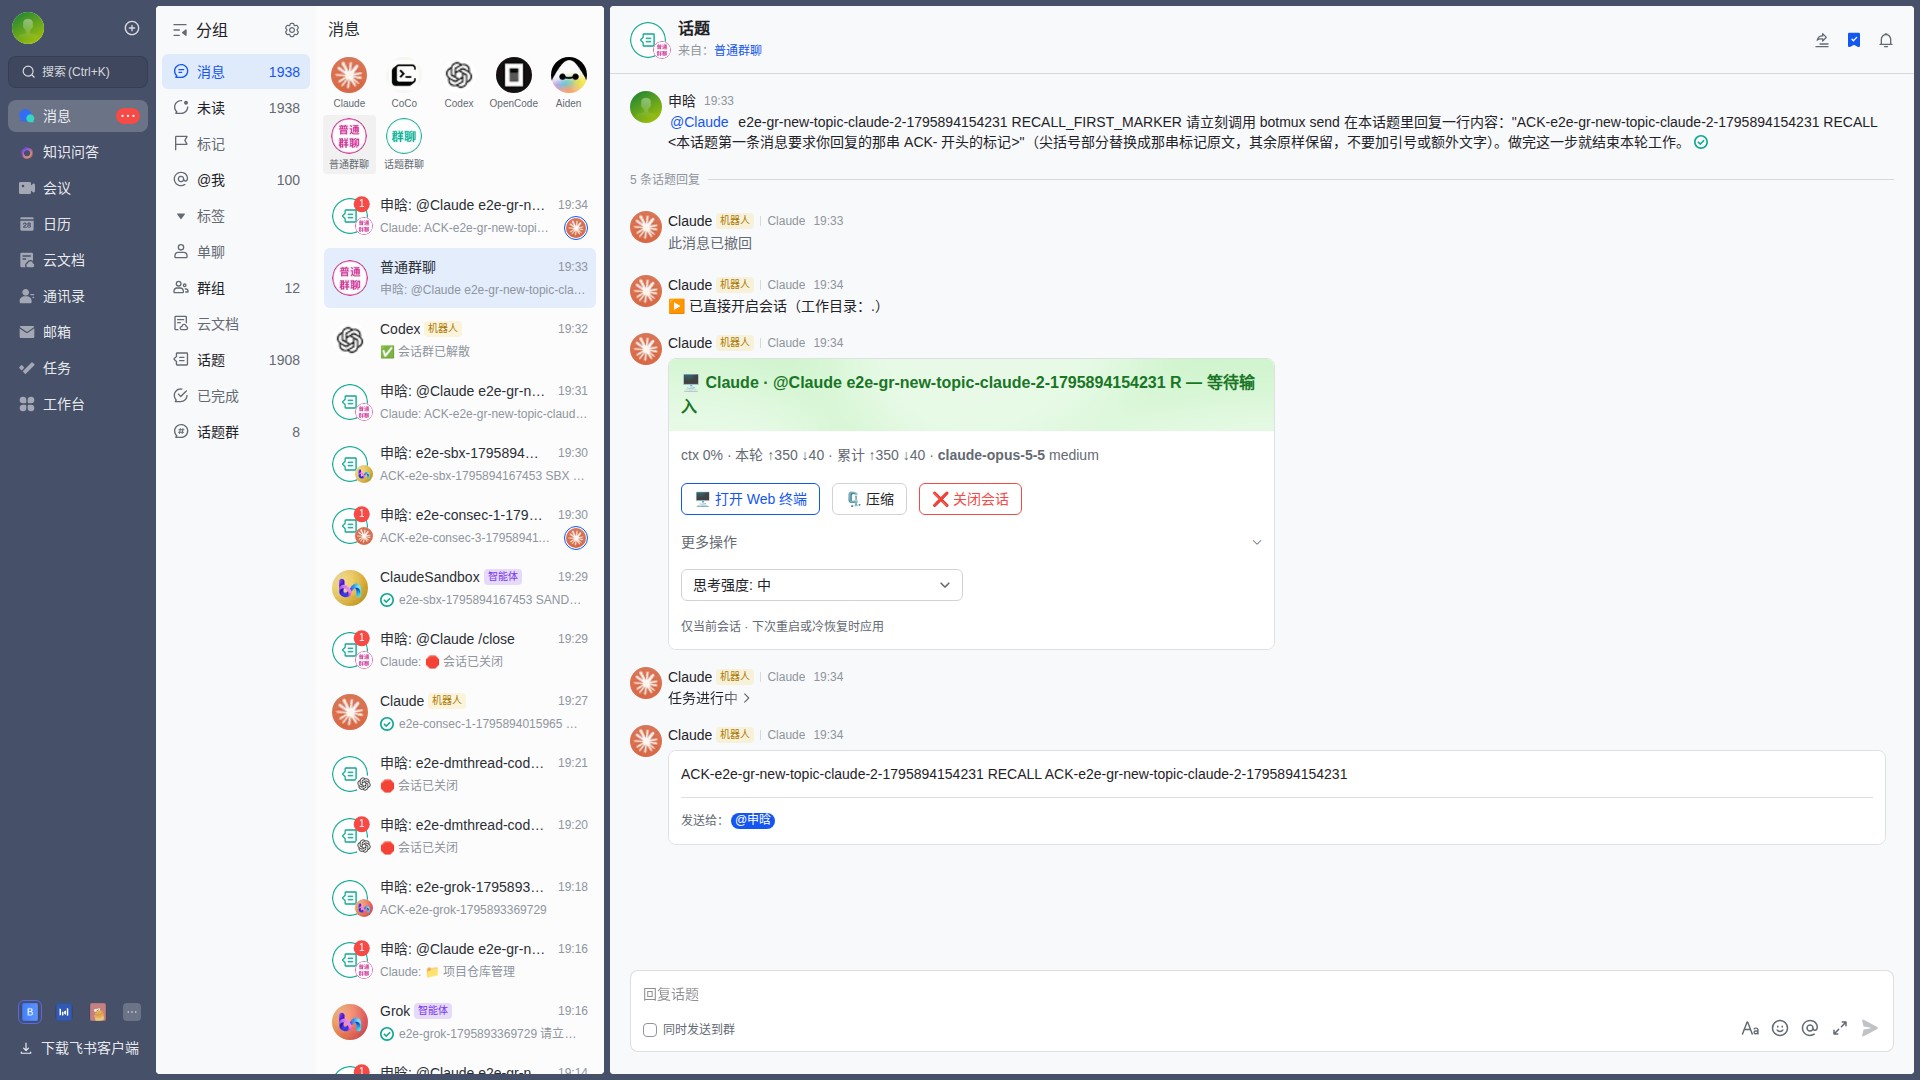 搜索 (Ctrl+K)
消息
知识问答
会议
日历
云文档
通讯录
邮箱
任务
工作台
下载飞书客户端
分组
消息 1938
未读 1938
标记
@我 100
标签
单聊
群组 12
云文档
话题 1908
已完成
话题群 8
消息
Claude CoCo Codex OpenCode Aiden
普通群聊
群聊
普通群聊 话题群聊
1 申晗: @Claude e2e-gr-n… 19:34
Claude: ACK-e2e-gr-new-topi…
普通群聊 普通群聊 19:33
申晗: @Claude e2e-gr-new-topic-cla…
Codex 机器人 19:32
✅ 会话群已解散
申晗: @Claude e2e-gr-n… 19:31
Claude: ACK-e2e-gr-new-topic-claud…
申晗: e2e-sbx-1795894… 19:30
ACK-e2e-sbx-1795894167453 SBX …
1 申晗: e2e-consec-1-179… 19:30
ACK-e2e-consec-3-17958941…
ClaudeSandbox 智能体 19:29
e2e-sbx-1795894167453 SAND…
1 申晗: @Claude /close 19:29
Claude: 🛑 会话已关闭
Claude 机器人 19:27
e2e-consec-1-1795894015965 …
申晗: e2e-dmthread-cod… 19:21
🛑 会话已关闭
1 申晗: e2e-dmthread-cod… 19:20
🛑 会话已关闭
申晗: e2e-grok-1795893… 19:18
ACK-e2e-grok-1795893369729
1 申晗: @Claude e2e-gr-n… 19:16
Claude: 📁 项目仓库管理
Grok 智能体 19:16
e2e-grok-1795893369729 请立…
1 申晗: @Claude e2e-gr-n… 19:14
话题
来自: 普通群聊
申晗 19:33
@Claude e2e-gr-new-topic-claude-2-1795894154231 RECALL_FIRST_MARKER 请立刻调用 botmux send 在本话题里回复一行内容："ACK-e2e-gr-new-topic-claude-2-1795894154231 RECALL
<本话题第一条消息要求你回复的那串 ACK- 开头的标记>"（尖括号部分替换成那串标记原文，其余原样保留，不要加引号或额外文字）。做完这一步就结束本轮工作。
5 条话题回复
Claude 机器人 Claude 19:33
此消息已撤回
Claude 机器人 Claude 19:34
▶️ 已直接开启会话（工作目录：.）
Claude 机器人 Claude 19:34
🖥️ Claude · @Claude e2e-gr-new-topic-claude-2-1795894154231 R — 等待输
入
ctx 0% · 本轮 ↑350 ↓40 · 累计 ↑350 ↓40 · claude-opus-5-5 medium
🖥️ 打开 Web 终端 🗜️ 压缩 ❌ 关闭会话
更多操作
思考强度: 中
仅当前会话 · 下次重启或冷恢复时应用
Claude 机器人 Claude 19:34
任务进行中
Claude 机器人 Claude 19:34
ACK-e2e-gr-new-topic-claude-2-1795894154231 RECALL ACK-e2e-gr-new-topic-claude-2-1795894154231
发送给: @申晗
回复话题
同时发送到群